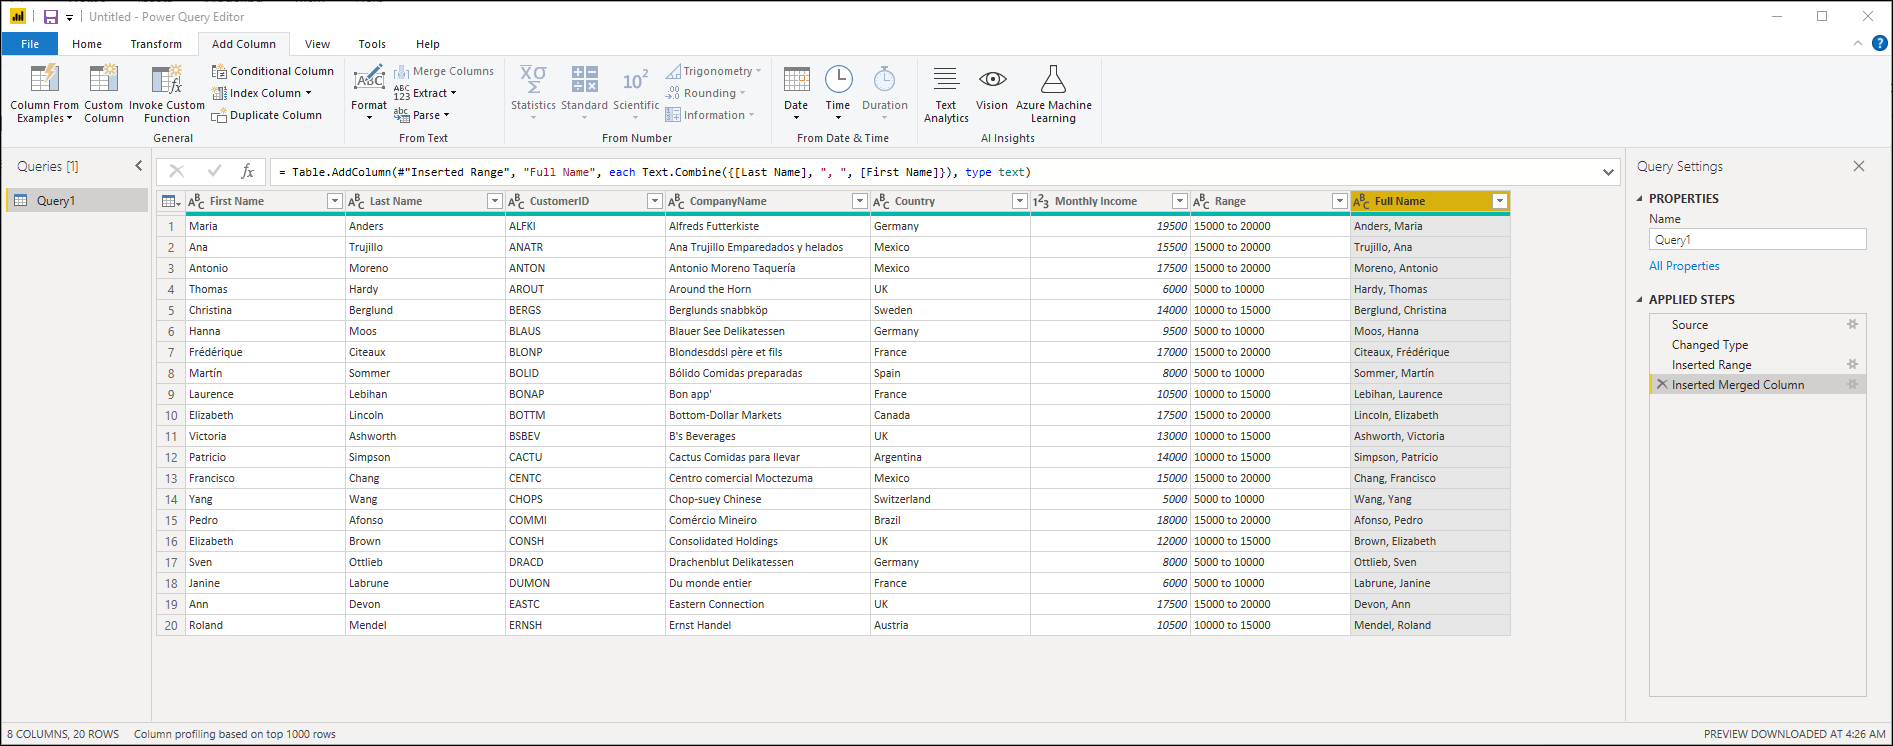 Untitled - Power Query Editor
File Home Transform Add Column View Tools Help
Column From Examples
Custom Column
Invoke Custom Function
Conditional Column
Index Column
Duplicate Column
General
Format
Merge Columns
Extract
Parse
From Text
Statistics
Standard
Scientific
Trigonometry
Rounding
Information
From Number
Date
Time
Duration
From Date & Time
Text Analytics
Vision
Azure Machine Learning
AI Insights
Queries [1]
Query1
= Table.AddColumn(#"Inserted Range", "Full Name", each Text.Combine({[Last Name], ", ", [First Name]}), type text)
First Name Last Name CustomerID CompanyName Country Monthly Income Range Full Name
1 Maria Anders ALFKI Alfreds Futterkiste Germany 19500 15000 to 20000 Anders, Maria
2 Ana Trujillo ANATR Ana Trujillo Emparedados y helados Mexico 15500 15000 to 20000 Trujillo, Ana
3 Antonio Moreno ANTON Antonio Moreno Taquería Mexico 17500 15000 to 20000 Moreno, Antonio
4 Thomas Hardy AROUT Around the Horn UK 6000 5000 to 10000 Hardy, Thomas
5 Christina Berglund BERGS Berglunds snabbköp Sweden 14000 10000 to 15000 Berglund, Christina
6 Hanna Moos BLAUS Blauer See Delikatessen Germany 9500 5000 to 10000 Moos, Hanna
7 Frédérique Citeaux BLONP Blondesddsl père et fils France 17000 15000 to 20000 Citeaux, Frédérique
8 Martín Sommer BOLID Bólido Comidas preparadas Spain 8000 5000 to 10000 Sommer, Martín
9 Laurence Lebihan BONAP Bon app' France 10500 10000 to 15000 Lebihan, Laurence
10 Elizabeth Lincoln BOTTM Bottom-Dollar Markets Canada 17500 15000 to 20000 Lincoln, Elizabeth
11 Victoria Ashworth BSBEV B's Beverages UK 13000 10000 to 15000 Ashworth, Victoria
12 Patricio Simpson CACTU Cactus Comidas para llevar Argentina 14000 10000 to 15000 Simpson, Patricio
13 Francisco Chang CENTC Centro comercial Moctezuma Mexico 15000 15000 to 20000 Chang, Francisco
14 Yang Wang CHOPS Chop-suey Chinese Switzerland 5000 5000 to 10000 Wang, Yang
15 Pedro Afonso COMMI Comércio Mineiro Brazil 18000 15000 to 20000 Afonso, Pedro
16 Elizabeth Brown CONSH Consolidated Holdings UK 12000 10000 to 15000 Brown, Elizabeth
17 Sven Ottlieb DRACD Drachenblut Delikatessen Germany 8000 5000 to 10000 Ottlieb, Sven
18 Janine Labrune DUMON Du monde entier France 6000 5000 to 10000 Labrune, Janine
19 Ann Devon EASTC Eastern Connection UK 17500 15000 to 20000 Devon, Ann
20 Roland Mendel ERNSH Ernst Handel Austria 10500 10000 to 15000 Mendel, Roland
Query Settings
PROPERTIES
Name
Query1
All Properties
APPLIED STEPS
Source
Changed Type
Inserted Range
Inserted Merged Column
8 COLUMNS, 20 ROWS Column profiling based on top 1000 rows
PREVIEW DOWNLOADED AT 4:26 AM